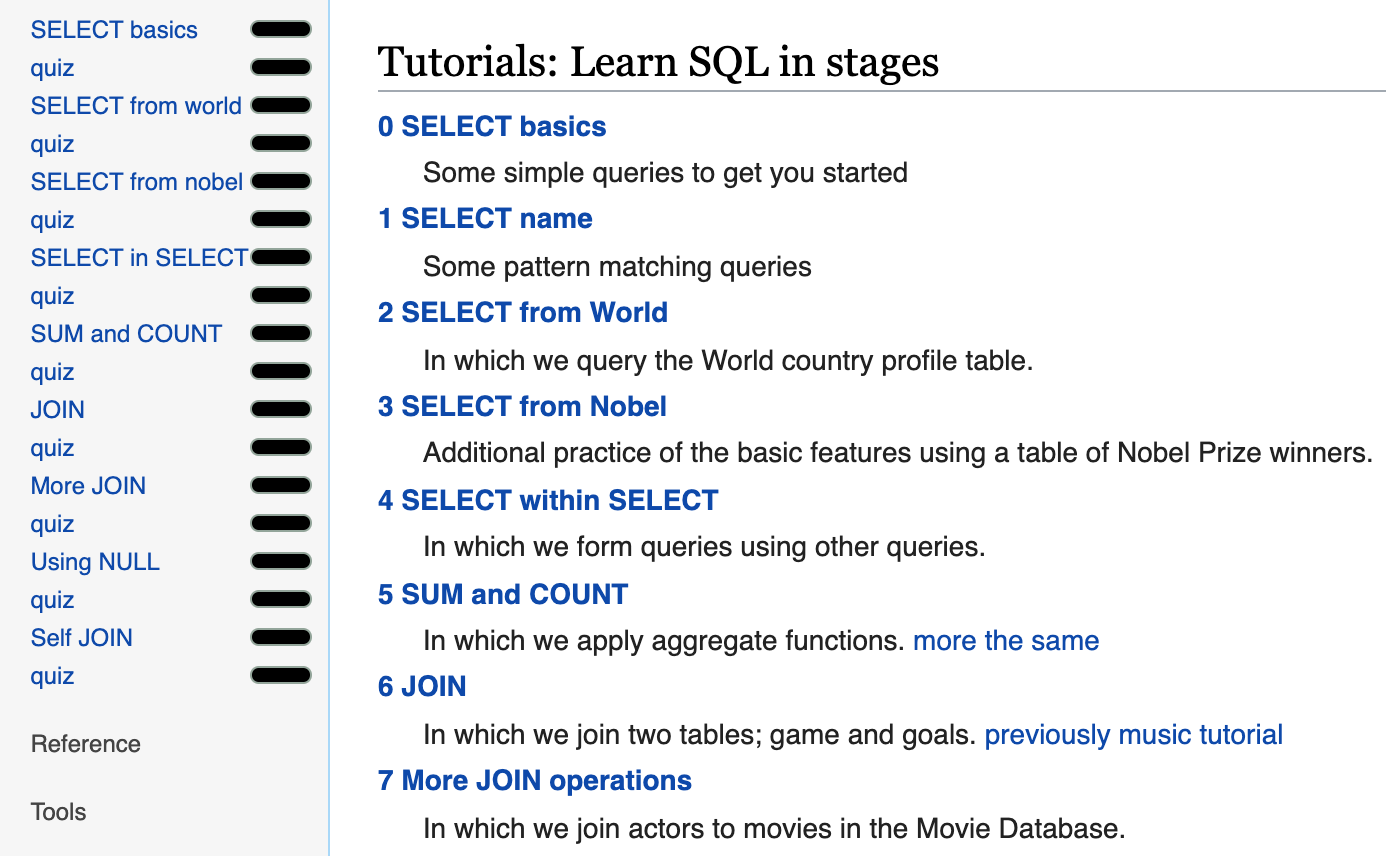 SELECT basics
quiz
SELECT from world
quiz
SELECT from nobel
quiz
SELECT in SELECT
quiz
SUM and COUNT
quiz
JOIN
quiz
More JOIN
quiz
Using NULL
quiz
Self JOIN
quiz
Reference
Tools
Tutorials: Learn SQL in stages
0 SELECT basics
Some simple queries to get you started
1 SELECT name
Some pattern matching queries
2 SELECT from World
In which we query the World country profile table.
3 SELECT from Nobel
Additional practice of the basic features using a table of Nobel Prize winners.
4 SELECT within SELECT
In which we form queries using other queries.
5 SUM and COUNT
In which we apply aggregate functions. more the same
6 JOIN
In which we join two tables; game and goals. previously music tutorial
7 More JOIN operations
In which we join actors to movies in the Movie Database.